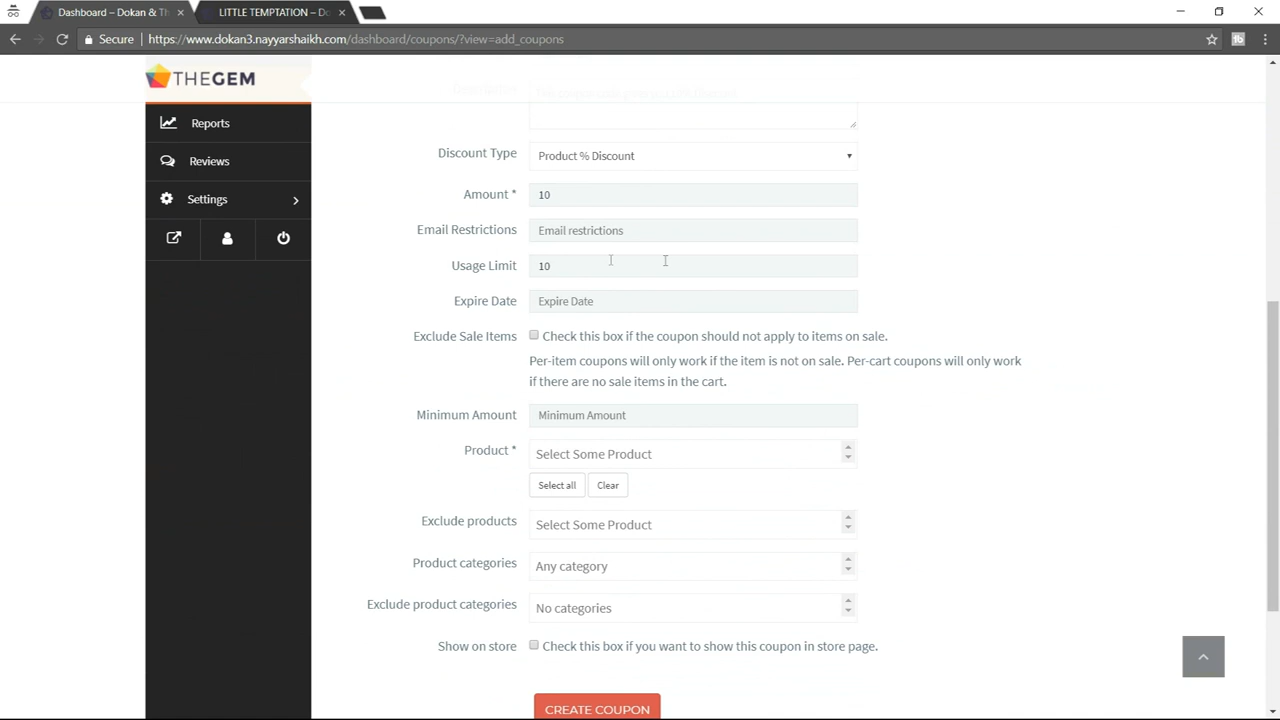 Dashboard – Dokan & Th
LITTLE TEMPTATION – Do
Secure
https://www.dokan3.nayyarshaikh.com/dashboard/coupons/?view=add_coupons
THEGEM
Reports
Reviews
Settings
Description
Discount Type
Product % Discount
Amount *
10
Email Restrictions
Email restrictions
Usage Limit
10
Expire Date
Expire Date
Exclude Sale Items
Check this box if the coupon should not apply to items on sale.
Per-item coupons will only work if the item is not on sale. Per-cart coupons will only work
if there are no sale items in the cart.
Minimum Amount
Minimum Amount
Product *
Select Some Product
Select all
Clear
Exclude products
Select Some Product
Product categories
Any category
Exclude product categories
No categories
Show on store
Check this box if you want to show this coupon in store page.
CREATE COUPON